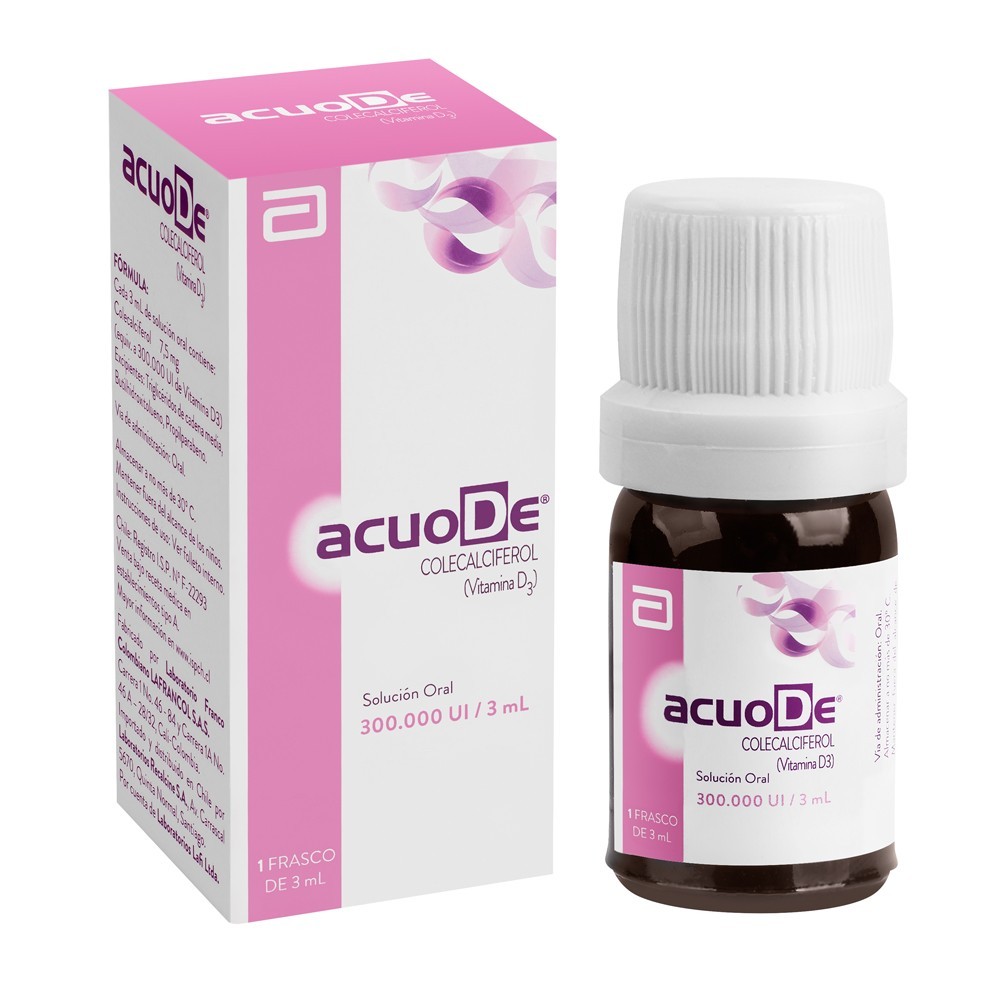 acuoDe
COLECALCIFEROL
(Vitamina D3)
acuoDe®
COLECALCIFEROL
(Vitamina D3)
FÓRMULA:
Cada 3 mL de solución oral contiene:
Colecalciferol 7,5 mg
(equiv. a 300.000 UI de Vitamina D3)
Excipientes: Triglicéridos de cadena media,
Butilhidroxitolueno, Propilparabeno.
Vía de administración: Oral.
Almacenar a no más de 30° C.
Mantener fuera del alcance de los niños.
Instrucciones de uso: Ver folleto interno.
Chile: Registro I.S.P. N° F-22293
Venta bajo receta médica en
establecimientos tipo A.
Mayor información en www.ispch.cl
Fabricado por Laboratorio Franco
Colombiano LAFRANCOL S.A.S.
Carrera 1 No. 46 - 84 y Carrera 1A No.
46 A - 28/32, Cali, Colombia.
Importado y distribuido en Chile por
Laboratorios Recalcine S.A., Av. Carrascal
5670, Quinta Normal, Santiago.
Por cuenta de Laboratorios Lafi Ltda.
acuoDe®
COLECALCIFEROL
(Vitamina D3)
Solución Oral
300.000 UI / 3 mL
1 FRASCO
DE 3 mL
acuoDe®
COLECALCIFEROL
(Vitamina D3)
Solución Oral
300.000 UI / 3 mL
1 FRASCO
DE 3 mL
Vía de administración: Oral.
Almacenar a no más de 30° C.